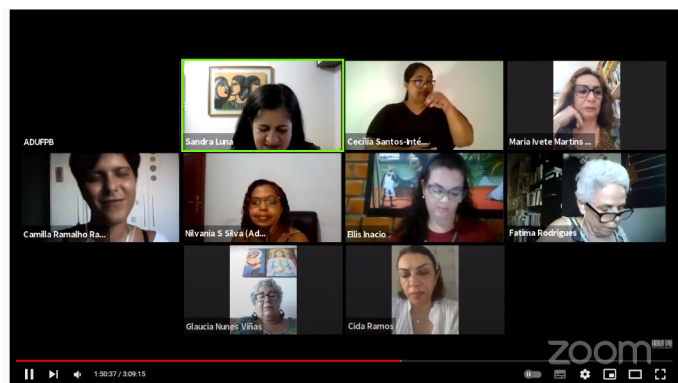 ADUFPB
Sandra Luna
Cecília Santos-Inté...
Maria Ivete Martins ...
Camilla Ramalho Ra...
Nilvania S Silva (Ad...
Ellis Inacio
Fatima Rodrigues
Glaucia Nunes Viñas
Cida Ramos
zoom
1:50:37 / 3:09:15